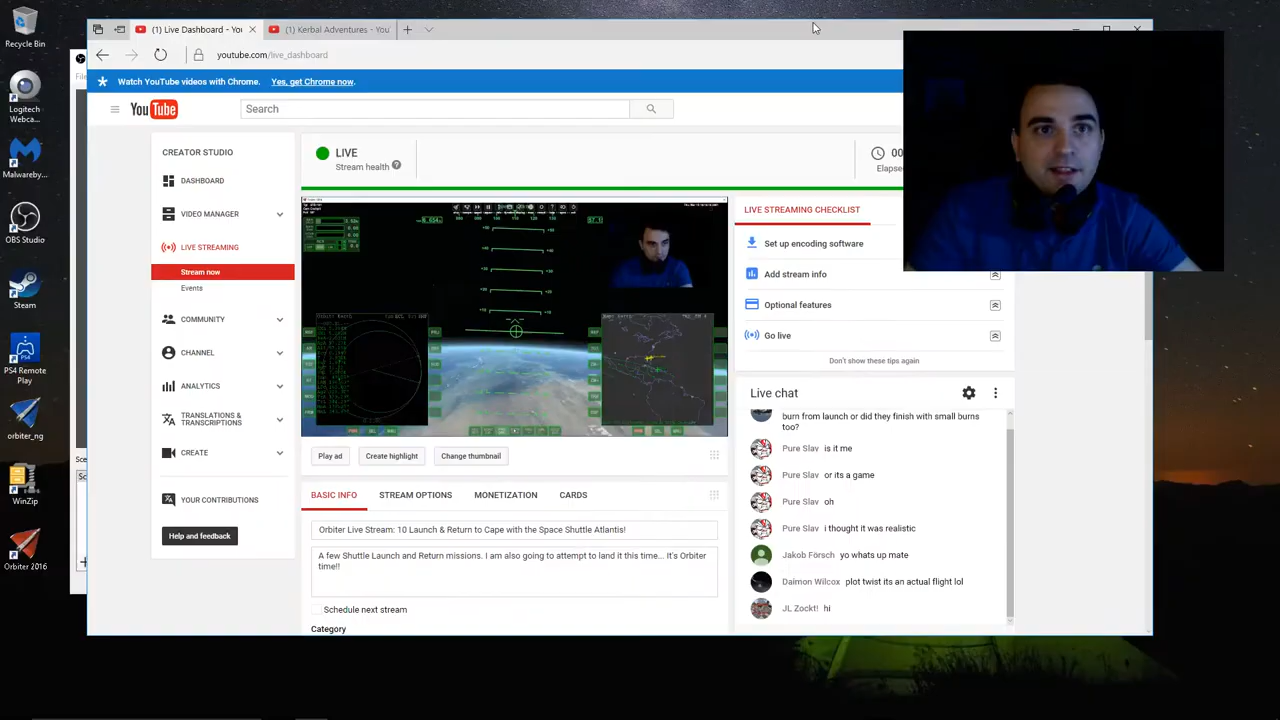 Recycle Bin
Logitech
Webca...
Malwareby...
OBS Studio
Steam
PS4 Remote
Play
orbiter_ng
WinZip
Orbiter 2016
(1) Live Dashboard - You
(1) Kerbal Adventures - You
youtube.com/live_dashboard
Watch YouTube videos with Chrome. Yes, get Chrome now.
YouTube
Search
CREATOR STUDIO
DASHBOARD
VIDEO MANAGER
LIVE STREAMING
Stream now
Events
COMMUNITY
CHANNEL
ANALYTICS
TRANSLATIONS &
TRANSCRIPTIONS
CREATE
YOUR CONTRIBUTIONS
Help and feedback
LIVE
Stream health
00
Elapse
Play ad
Create highlight
Change thumbnail
BASIC INFO
STREAM OPTIONS
MONETIZATION
CARDS
Orbiter Live Stream: 10 Launch & Return to Cape with the Space Shuttle Atlantis!
A few Shuttle Launch and Return missions. I am also going to attempt to land it this time... It's Orbiter
time!!
Schedule next stream
Category
LIVE STREAMING CHECKLIST
Set up encoding software
Add stream info
Optional features
Go live
Don't show these tips again
Live chat
burn from launch or did they finish with small burns
too?
Pure Slav is it me
Pure Slav or its a game
Pure Slav oh
Pure Slav i thought it was realistic
Jakob Försch yo whats up mate
Daimon Wilcox plot twist its an actual flight lol
JL Zockt! hi